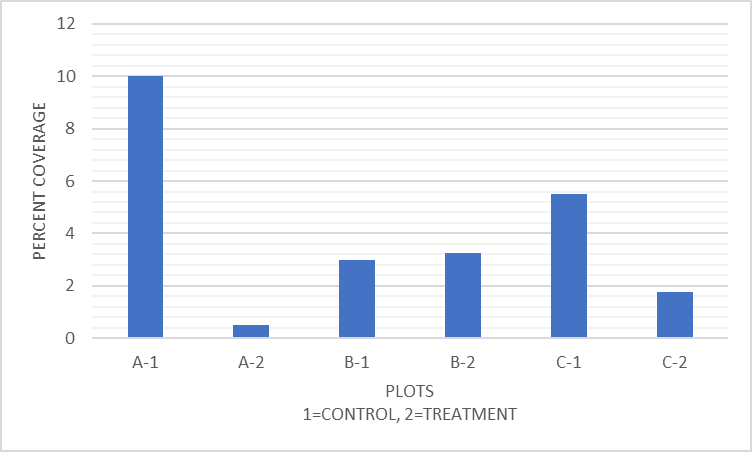 12
10
8
6
4
2
0
PERCENT COVERAGE
A-1 A-2 B-1 B-2 C-1 C-2
PLOTS
1=CONTROL, 2=TREATMENT